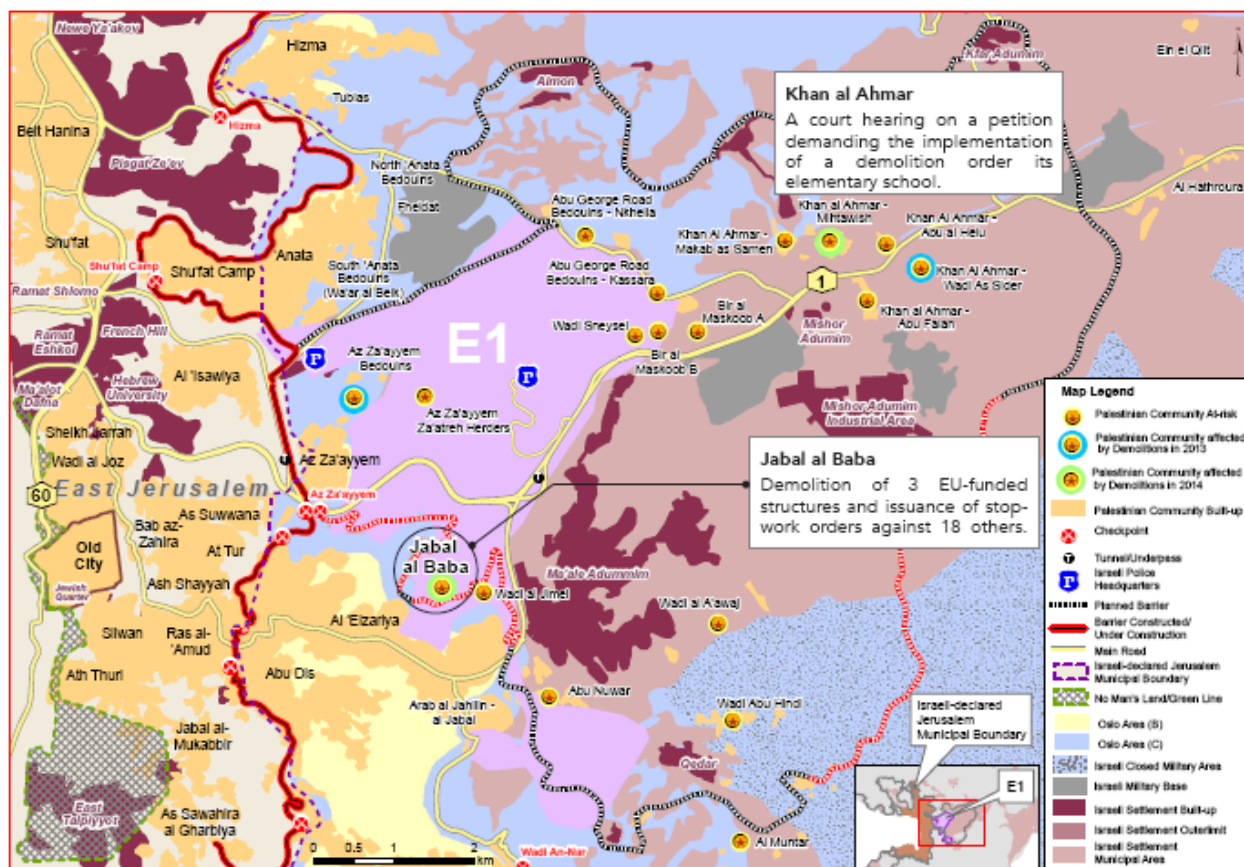 Newe Ya'akov
Hizma
Almon
Kfar Adumim
Ein el Qilt
Tublas
Hizma
Beit Hanina
Pisgat Ze'ev
Khan al Ahmar
A court hearing on a petition
demanding the implementation
of a demolition order its
elementary school.
North 'Anata
Bedouins
Fheidat
Al Hathroura
Abu George Road
Bedouins - Nkheila
Khan al Ahmar -
Mihtawish
Khan Al Ahmar -
Abu al Helu
Khan Al Ahmar -
Makab as Samen
Shu'fat
'Anata
Shu'fat Camp
Shu'fat Camp
South 'Anata
Bedouins
(Wa'ar al Beik)
Abu George Road
Bedouins - Kassara
1
Khan Al Ahmar -
Wadi As Sider
Ramat Shlomo
French Hill
Ramat
Eshkol
E1
Wadi Sneysel
Bir al
Maskoob A
Bir al
Maskoob B
Mishor
Adumim
Khan al Ahmar -
Abu Falah
Az Za'ayyem
Bedouins
Al 'Isawiya
Ma'alot
Dafna
Hebrew
University
Az Za'ayyem
Za'atreh Herders
Mishor Adumim
Industrial Area
Sheikh Jarrah
Wadi al Joz
Az Za'ayyem
60
East Jerusalem
Az Za'ayyem
As Suwwana
Bab az-
Zahira
At Tur
Old
City
Ash Shayyah
Jewish
Quarter
Jabal al Baba
Demolition of 3 EU-funded
structures and issuance of stop-
work orders against 18 others.
Jabal
al Baba
Ma'ale Adummim
Wadi al Jimel
Wadi al A'awaj
Silwan
Ras al-
'Amud
Al 'Eizariya
Ath Thuri
Abu Dis
Abu Nuwar
Arab al Jahilin -
al Jabal
Wadi Abu Hindi
Jabal al-
Mukabbir
Qedar
East
Talpiyyot
As Sawahira
al Gharbiya
Al Muntar
Wadi An-Nar
0 1 2
km
Israeli-declared
Jerusalem
Municipal Boundary
E1
Map Legend
Palestinian Community At-risk
Palestinian Community affected
by Demolitions in 2013
Palestinian Community affected
by Demolitions in 2014
Palestinian Community Built-up
Checkpoint
Tunnel/Underpass
Israeli Police
Headquarters
Planned Barrier
Barrier Constructed/
Under Construction
Main Road
Israeli-declared Jerusalem
Municipal Boundary
No Man's Land/Green Line
Oslo Area (B)
Oslo Area (C)
Israeli Closed Military Area
Israeli Military Base
Israeli Settlement Built-up
Israeli Settlement Outerlimit
Israeli Settlement
Municipal Area